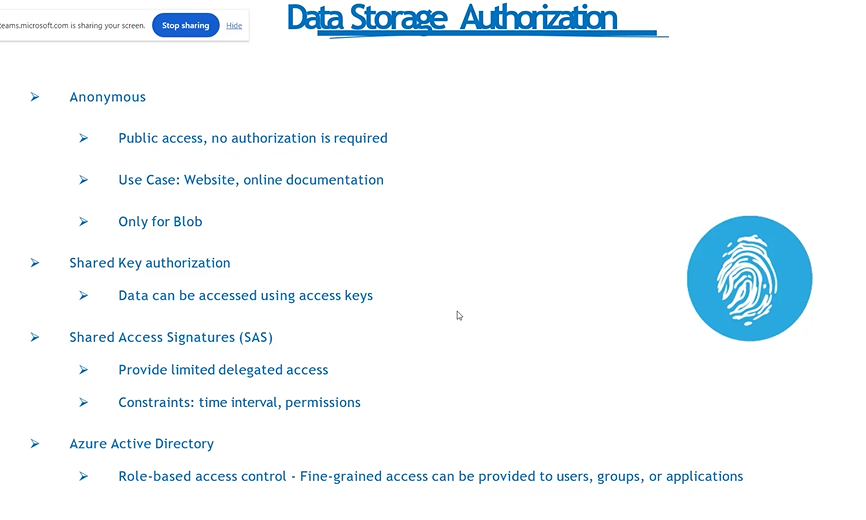 teams.microsoft.com is sharing your screen. Stop sharing Hide
Data Storage Authorization
Anonymous
Public access, no authorization is required
Use Case: Website, online documentation
Only for Blob
Shared Key authorization
Data can be accessed using access keys
Shared Access Signatures (SAS)
Provide limited delegated access
Constraints: time interval, permissions
Azure Active Directory
Role-based access control - Fine-grained access can be provided to users, groups, or applications